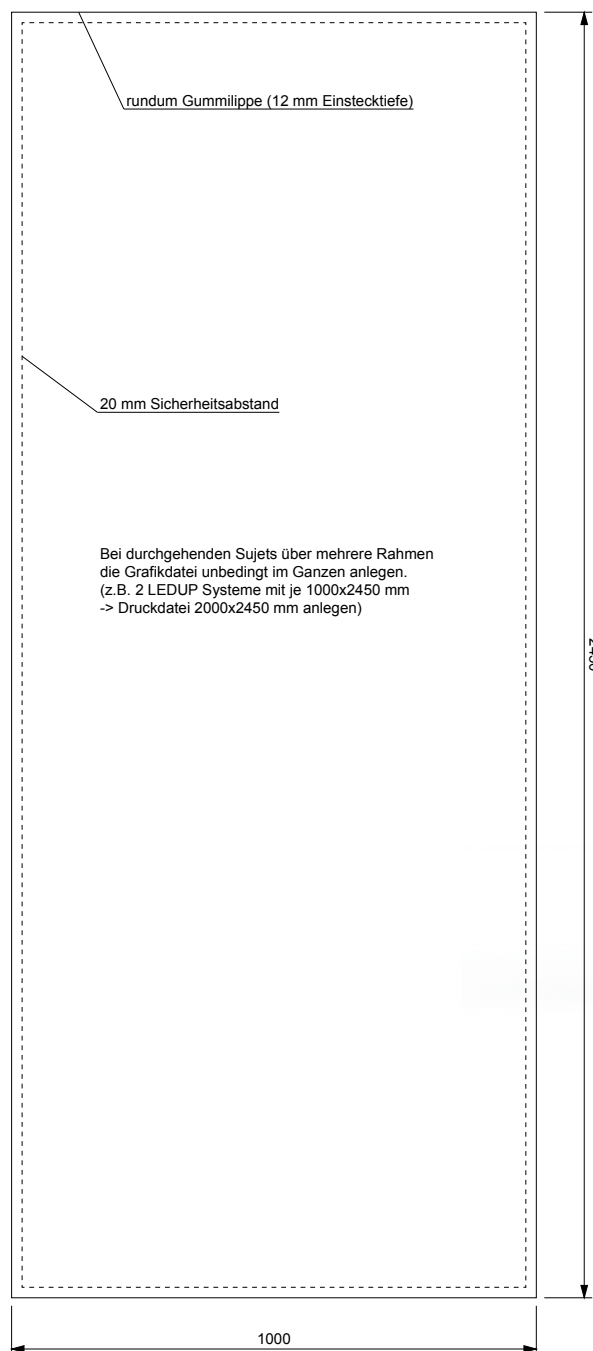 rundum Gummilippe (12 mm Einstecktiefe)
20 mm Sicherheitsabstand
Bei durchgehenden Sujets über mehrere Rahmen
die Grafikdatei unbedingt im Ganzen anlegen.
(z.B. 2 LEDUP Systeme mit je 1000x2450 mm
-> Druckdatei 2000x2450 mm anlegen)
1000